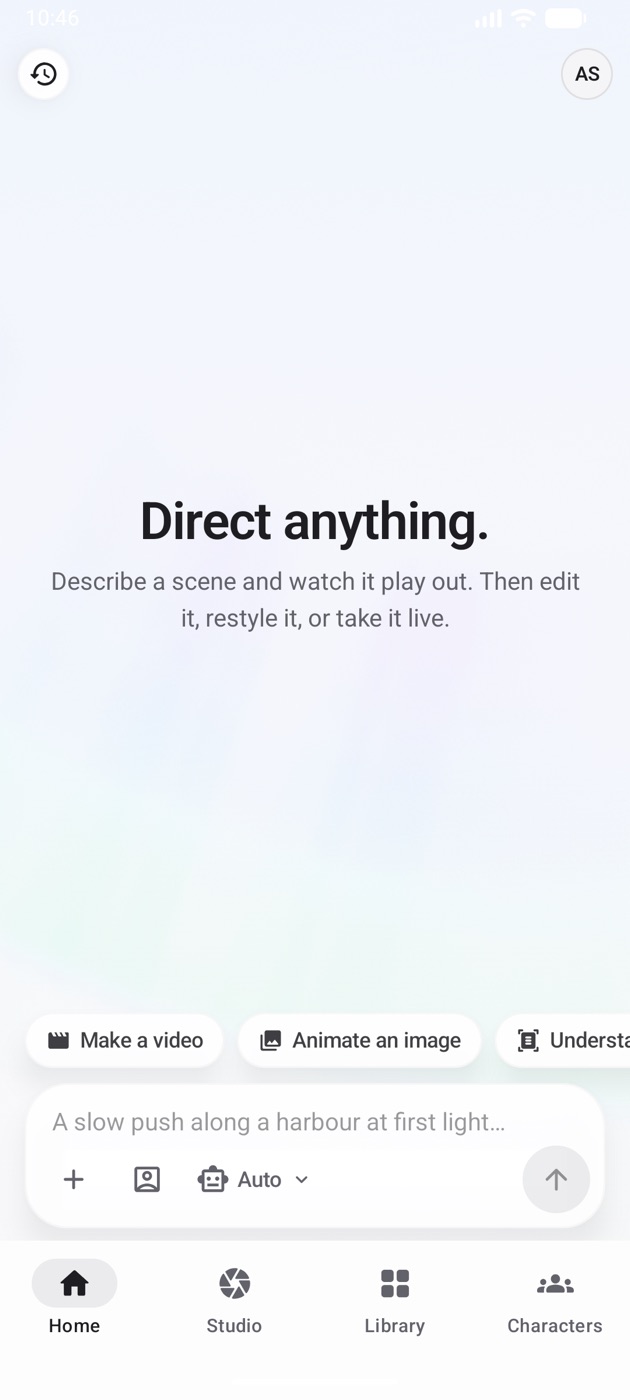 10:46
AS
Direct anything.
Describe a scene and watch it play out. Then edit
it, restyle it, or take it live.
Make a video
Animate an image
Understa
A slow push along a harbour at first light...
Auto
Home
Studio
Library
Characters